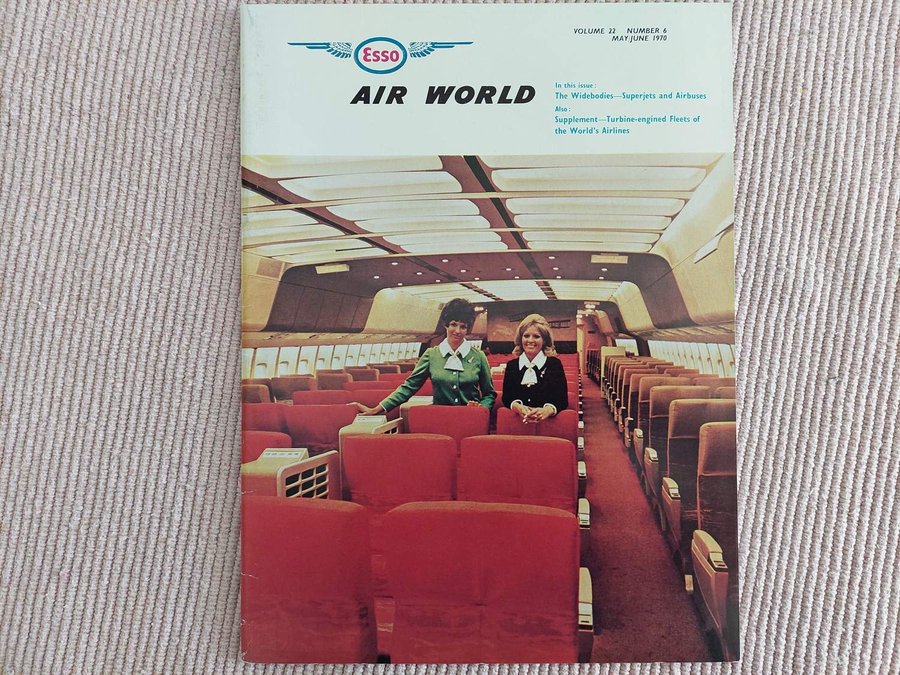 Esso
AIR WORLD
VOLUME 22 NUMBER 6
MAY/JUNE 1970
In this issue:
The Widebodies—Superjets and Airbuses
Also:
Supplement—Turbine-engined Fleets of
the World's Airlines